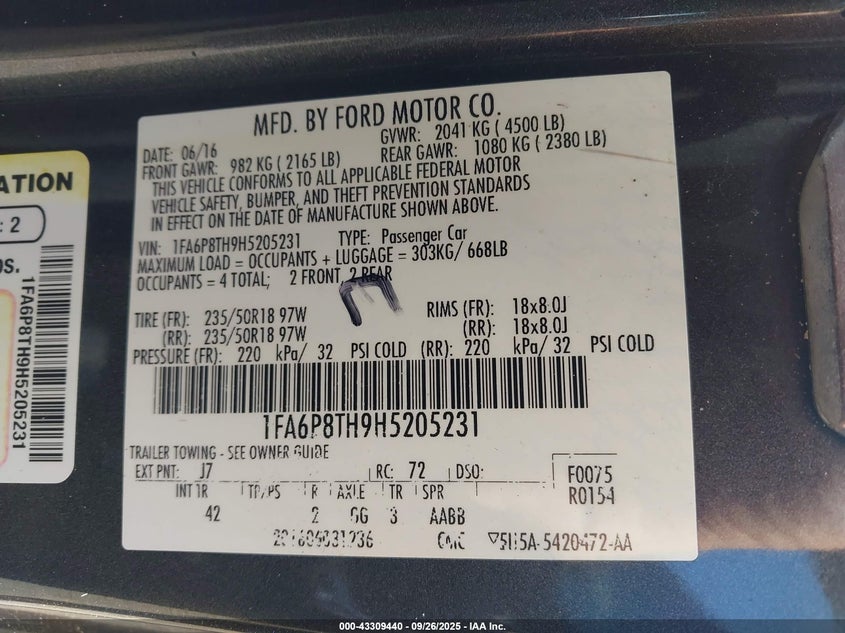 MFD. BY FORD MOTOR CO.
DATE: 06/16
GVWR: 2041 KG ( 4500 LB)
FRONT GAWR: 982 KG ( 2165 LB)
REAR GAWR: 1080 KG ( 2380 LB)
THIS VEHICLE CONFORMS TO ALL APPLICABLE FEDERAL MOTOR
VEHICLE SAFETY, BUMPER, AND THEFT PREVENTION STANDARDS
IN EFFECT ON THE DATE OF MANUFACTURE SHOWN ABOVE.
VIN: 1FA6P8TH9H5205231 TYPE: Passenger Car
MAXIMUM LOAD = OCCUPANTS + LUGGAGE = 303KG/ 668LB
OCCUPANTS = 4 TOTAL; 2 FRONT 2 REAR
TIRE (FR): 235/50R18 97W RIMS (FR): 18x8.0J
(RR): 235/50R18 97W (RR): 18x8.0J
PRESSURE (FR): 220 kPa/ 32 PSI COLD (RR): 220 kPa/ 32 PSI COLD
1FA6P8TH9H5205231
TRAILER TOWING - SEE OWNER GUIDE
EXT PNT: J7 RC: 72 DSO:
F0075
R0154
INT TR TP/PS R AXLE TR SPR
42 2 GG 3 AABB
ATION
: 2
OS.
1FA6P8TH9H5205231
000-43309440 - 09/26/2025 - IAA Inc.